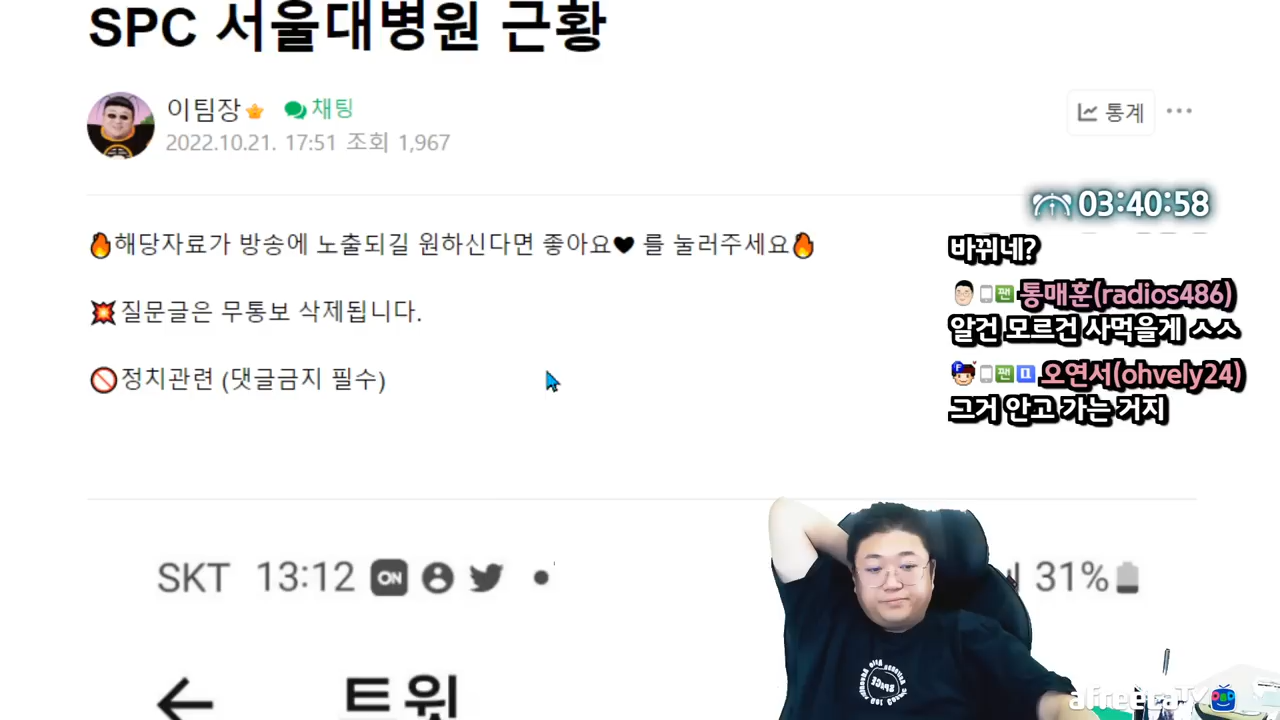 SPC 서울대병원 근황
이팀장 채팅
2022.10.21. 17:51 조회 1,967
통계
03:40:58
🔥해당자료가 방송에 노출되길 원하신다면 좋아요🖤 를 눌러주세요🔥
💥질문글은 무통보 삭제됩니다.
🚫정치관련 (댓글금지 필수)
바뀌네?
팬 통매훈(radios486)
알건 모르건 사먹을게 ㅅㅅ
F 팬 오연서(ohvely24)
그거 안고 가는 거지
SKT 13:12 ON 31%
← 트윗
SPACE
afreecaTV